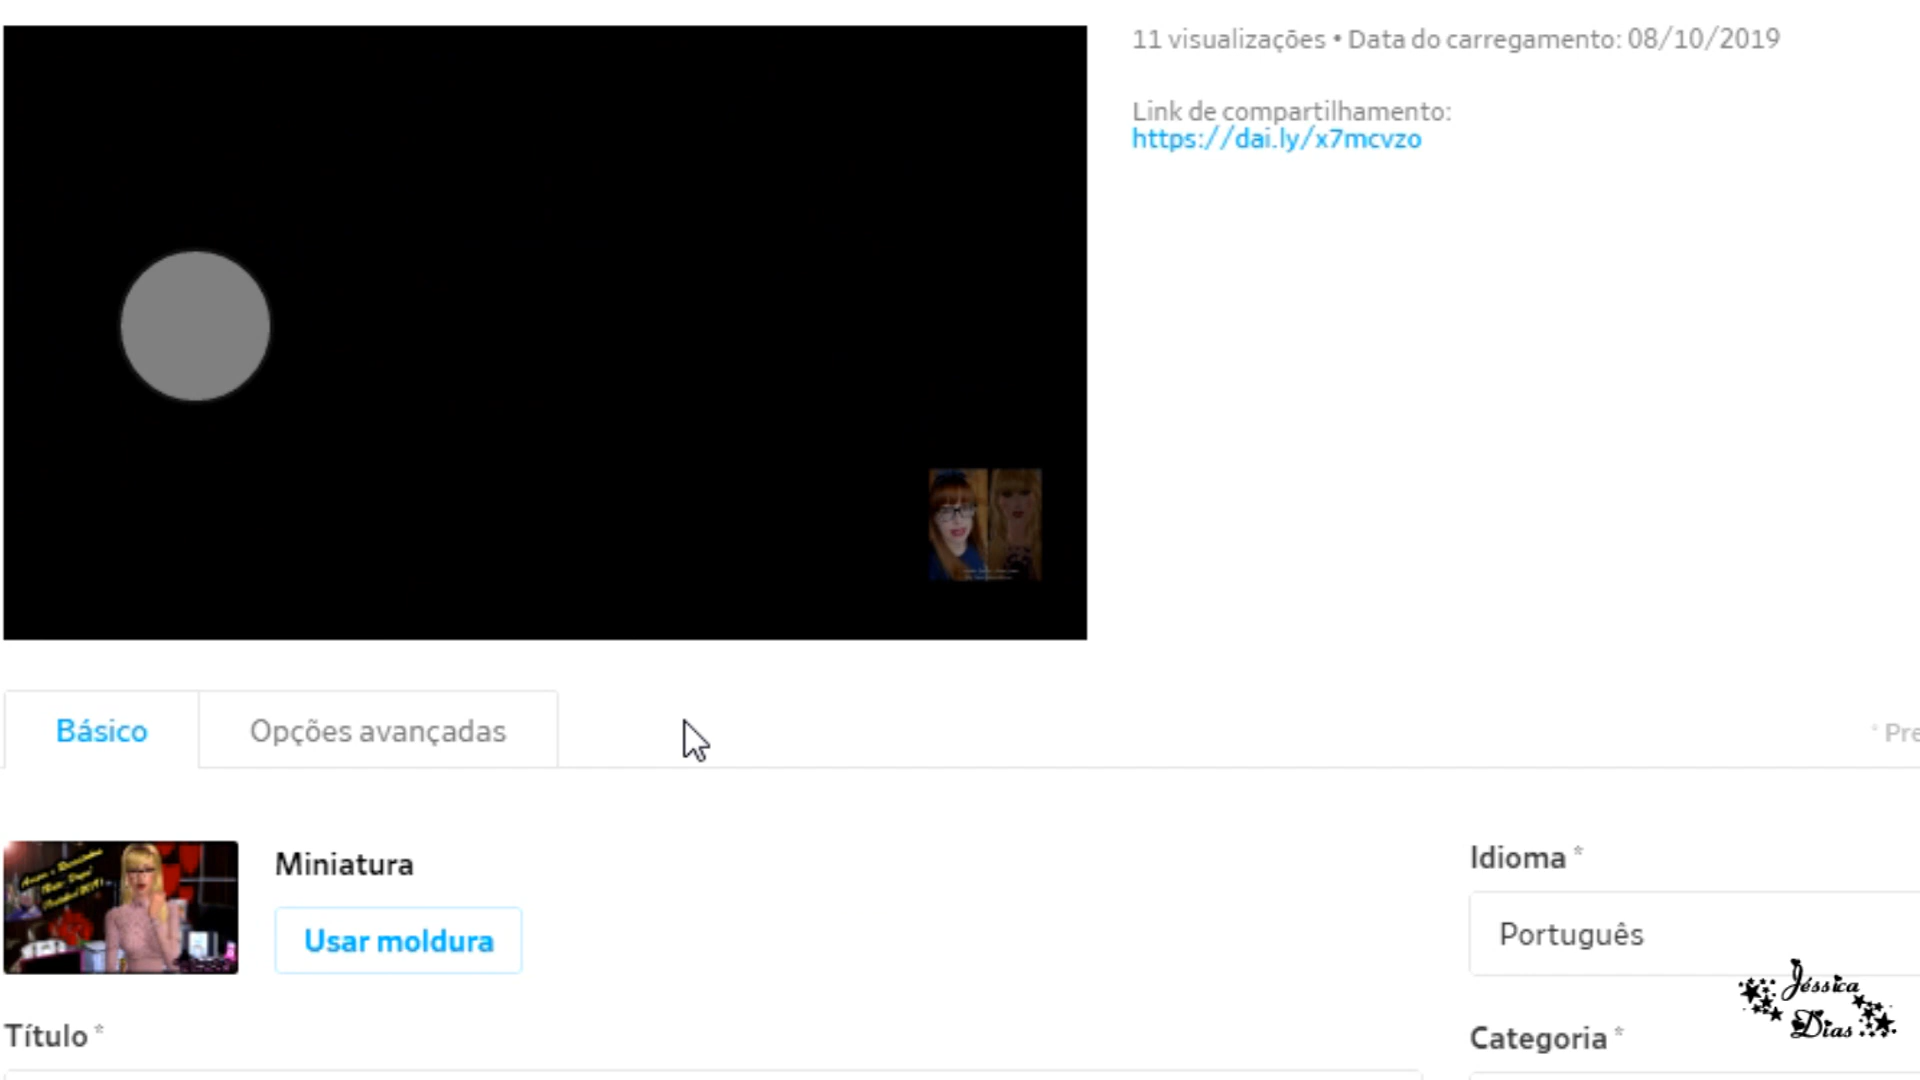 11 visualizações • Data do carregamento: 08/10/2019
Link de compartilhamento:
https://dai.ly/x7mcvzo
Básico
Opções avançadas
* Pre
Miniatura
Usar moldura
Idioma *
Português
Título *
Categoria *
Jéssica
Dias